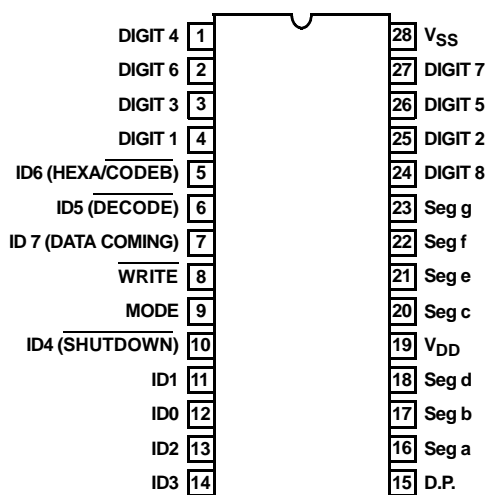 DIGIT 4 1 28 VSS
DIGIT 6 2 27 DIGIT 7
DIGIT 3 3 26 DIGIT 5
DIGIT 1 4 25 DIGIT 2
ID6 (HEXA/CODEB) 5 24 DIGIT 8
ID5 (DECODE) 6 23 Seg g
ID 7 (DATA COMING) 7 22 Seg f
WRITE 8 21 Seg e
MODE 9 20 Seg c
ID4 (SHUTDOWN) 10 19 VDD
ID1 11 18 Seg d
ID0 12 17 Seg b
ID2 13 16 Seg a
ID3 14 15 D.P.